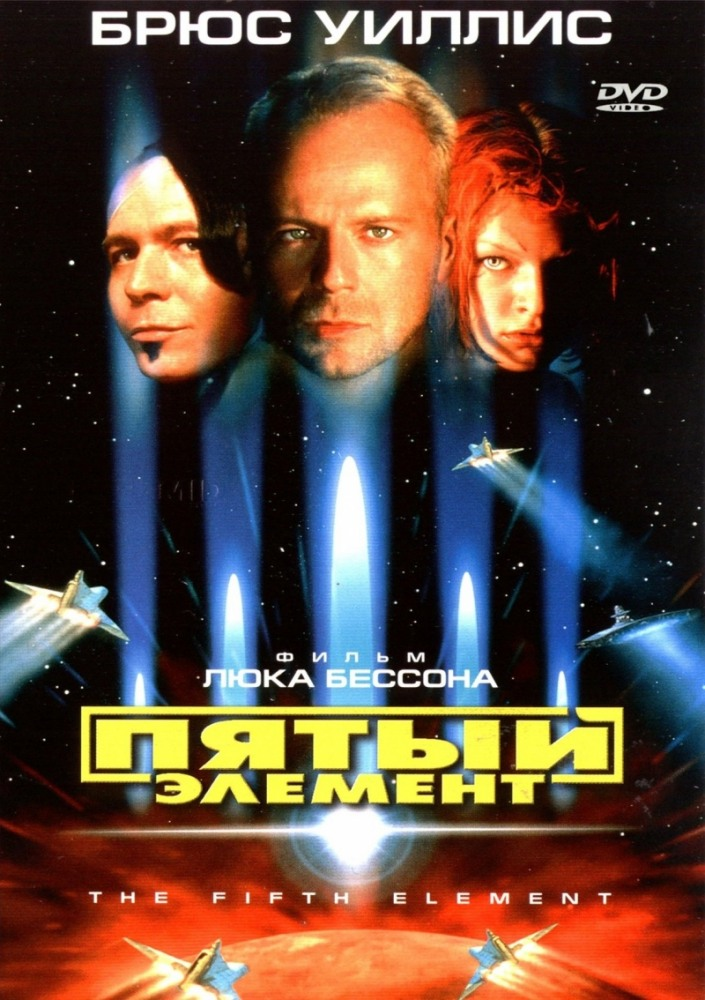 БРЮС УИЛЛИС
DVD
VIDEO
ФИЛЬМ
ЛЮКА БЕССОНА
ПЯТЫЙ
ЭЛЕМЕНТ
THE FIFTH ELEMENT